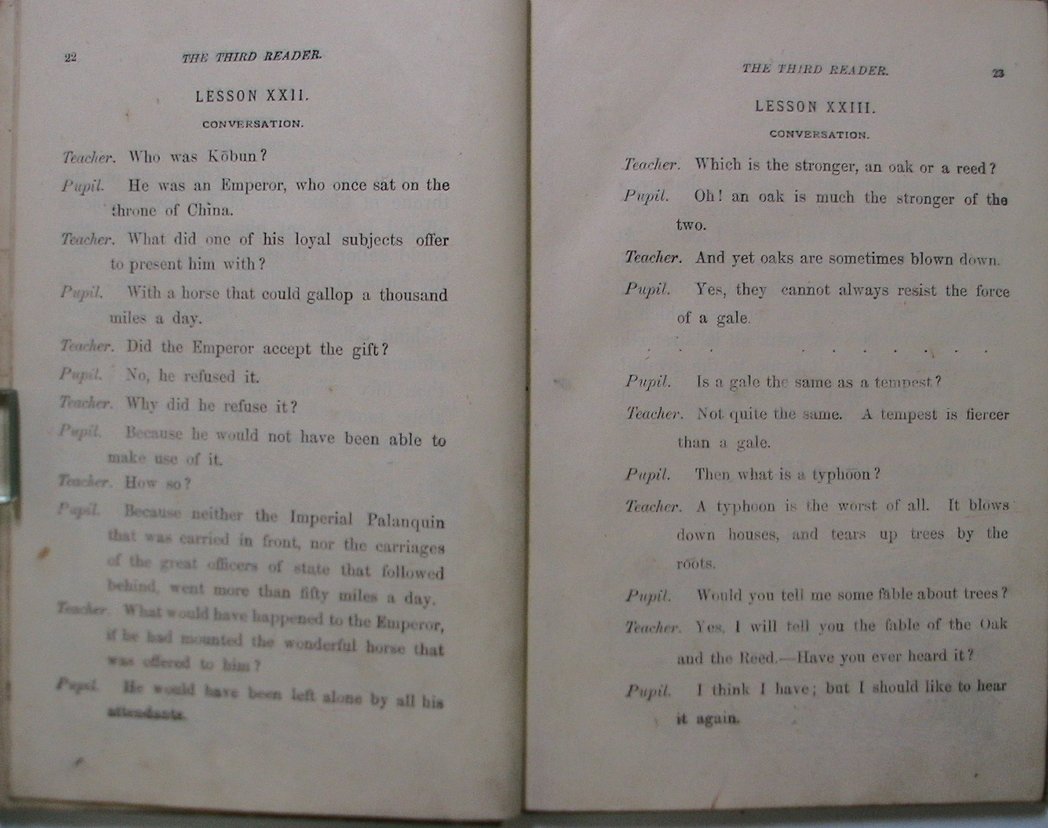 22
THE THIRD READER.
LESSON XXII.
CONVERSATION.
Teacher. Who was Kōbun?
Pupil. He was an Emperor, who once sat on the
throne of China.
Teacher. What did one of his loyal subjects offer
to present him with?
Pupil. With a horse that could gallop a thousand
miles a day.
Teacher. Did the Emperor accept the gift?
Pupil. No, he refused it.
Teacher. Why did he refuse it?
Pupil. Because he would not have been able to
make use of it.
Teacher. How so?
Pupil. Because neither the Imperial Palanquin
that was carried in front, nor the carriages
of the great officers of state that followed
behind, went more than fifty miles a day.
Teacher. What would have happened to the Emperor,
if he had mounted the wonderful horse that
was offered to him?
Pupil. He would have been left alone by all his
attendants.
THE THIRD READER.
23
LESSON XXIII.
CONVERSATION.
Teacher. Which is the stronger, an oak or a reed?
Pupil. Oh! an oak is much the stronger of the
two.
Teacher. And yet oaks are sometimes blown down.
Pupil. Yes, they cannot always resist the force
of a gale.
. . . . . . . . . .
Pupil. Is a gale the same as a tempest?
Teacher. Not quite the same. A tempest is fiercer
than a gale.
Pupil. Then what is a typhoon?
Teacher. A typhoon is the worst of all. It blows
down houses, and tears up trees by the
roots.
Pupil. Would you tell me some fable about trees?
Teacher. Yes, I will tell you the fable of the Oak
and the Reed.—Have you ever heard it?
Pupil. I think I have; but I should like to hear
it again.